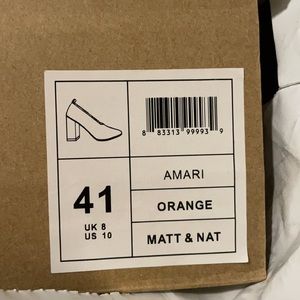 8 83313 99993 9
AMARI
41
UK 8
US 10
ORANGE
MATT & NAT